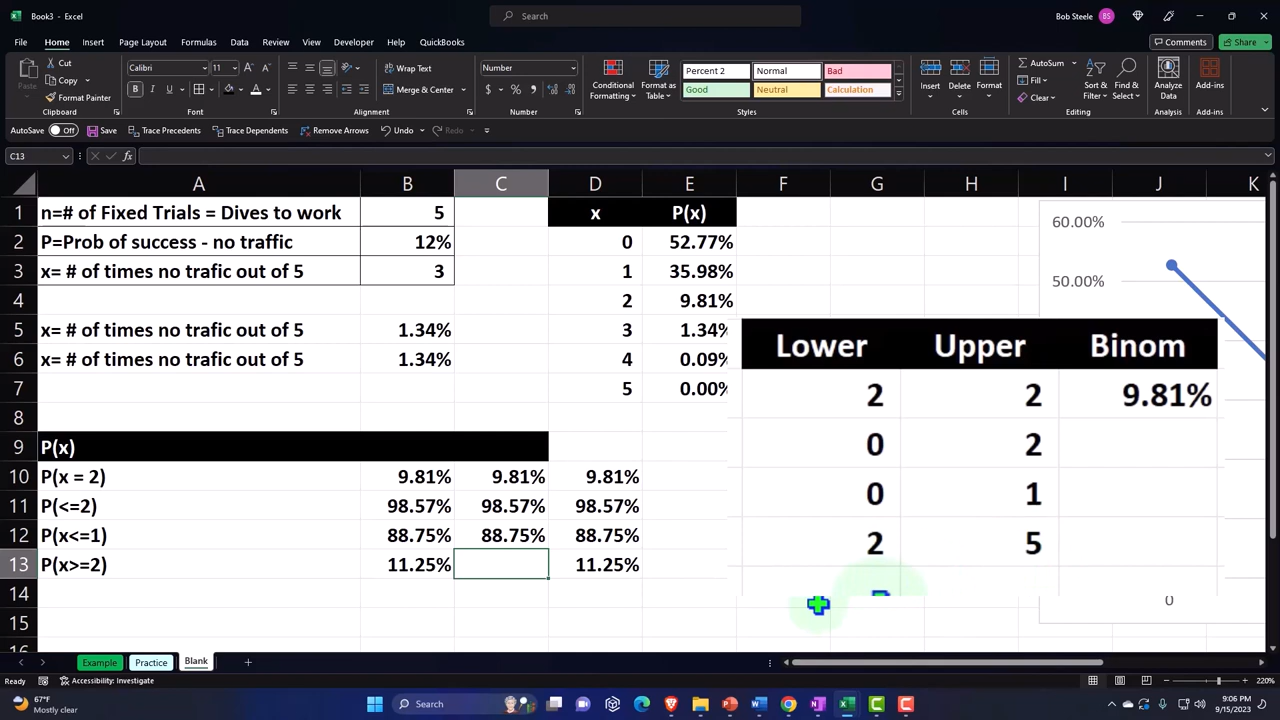 Book3 - Excel
Search
Bob Steele
BS
File Home Insert Page Layout Formulas Data Review View Developer Help QuickBooks
Comments
Share
Cut
Copy
Format Painter
Paste
Clipboard
Calibri
11
Font
Wrap Text
Merge & Center
Alignment
Number
Number
Conditional Formatting
Format as Table
Percent 2
Normal
Bad
Good
Neutral
Calculation
Styles
Insert
Delete
Format
Cells
AutoSum
Fill
Clear
Sort & Filter
Find & Select
Editing
Analyze Data
Analysis
Add-ins
Add-ins
AutoSave Off Save Trace Precedents Trace Dependents Remove Arrows Undo Redo
C13
fx
A B C D E F G H I J K
1 n=# of Fixed Trials = Dives to work 5 x P(x)
2 P=Prob of success - no traffic 12% 0 52.77%
3 x= # of times no trafic out of 5 3 1 35.98%
4 2 9.81%
5 x= # of times no trafic out of 5 1.34% 3 1.34%
6 x= # of times no trafic out of 5 1.34% 4 0.09%
7 5 0.00%
8
9 P(x)
10 P(x = 2) 9.81% 9.81% 9.81%
11 P(<=2) 98.57% 98.57% 98.57%
12 P(x<=1) 88.75% 88.75% 88.75%
13 P(x>=2) 11.25% 11.25%
14
15
16
60.00%
50.00%
0
Lower Upper Binom
2 2 9.81%
0 2
0 1
2 5
Example Practice Blank
Ready
Accessibility: Investigate
220%
67°F
Mostly clear
Search
9:06 PM
9/15/2023